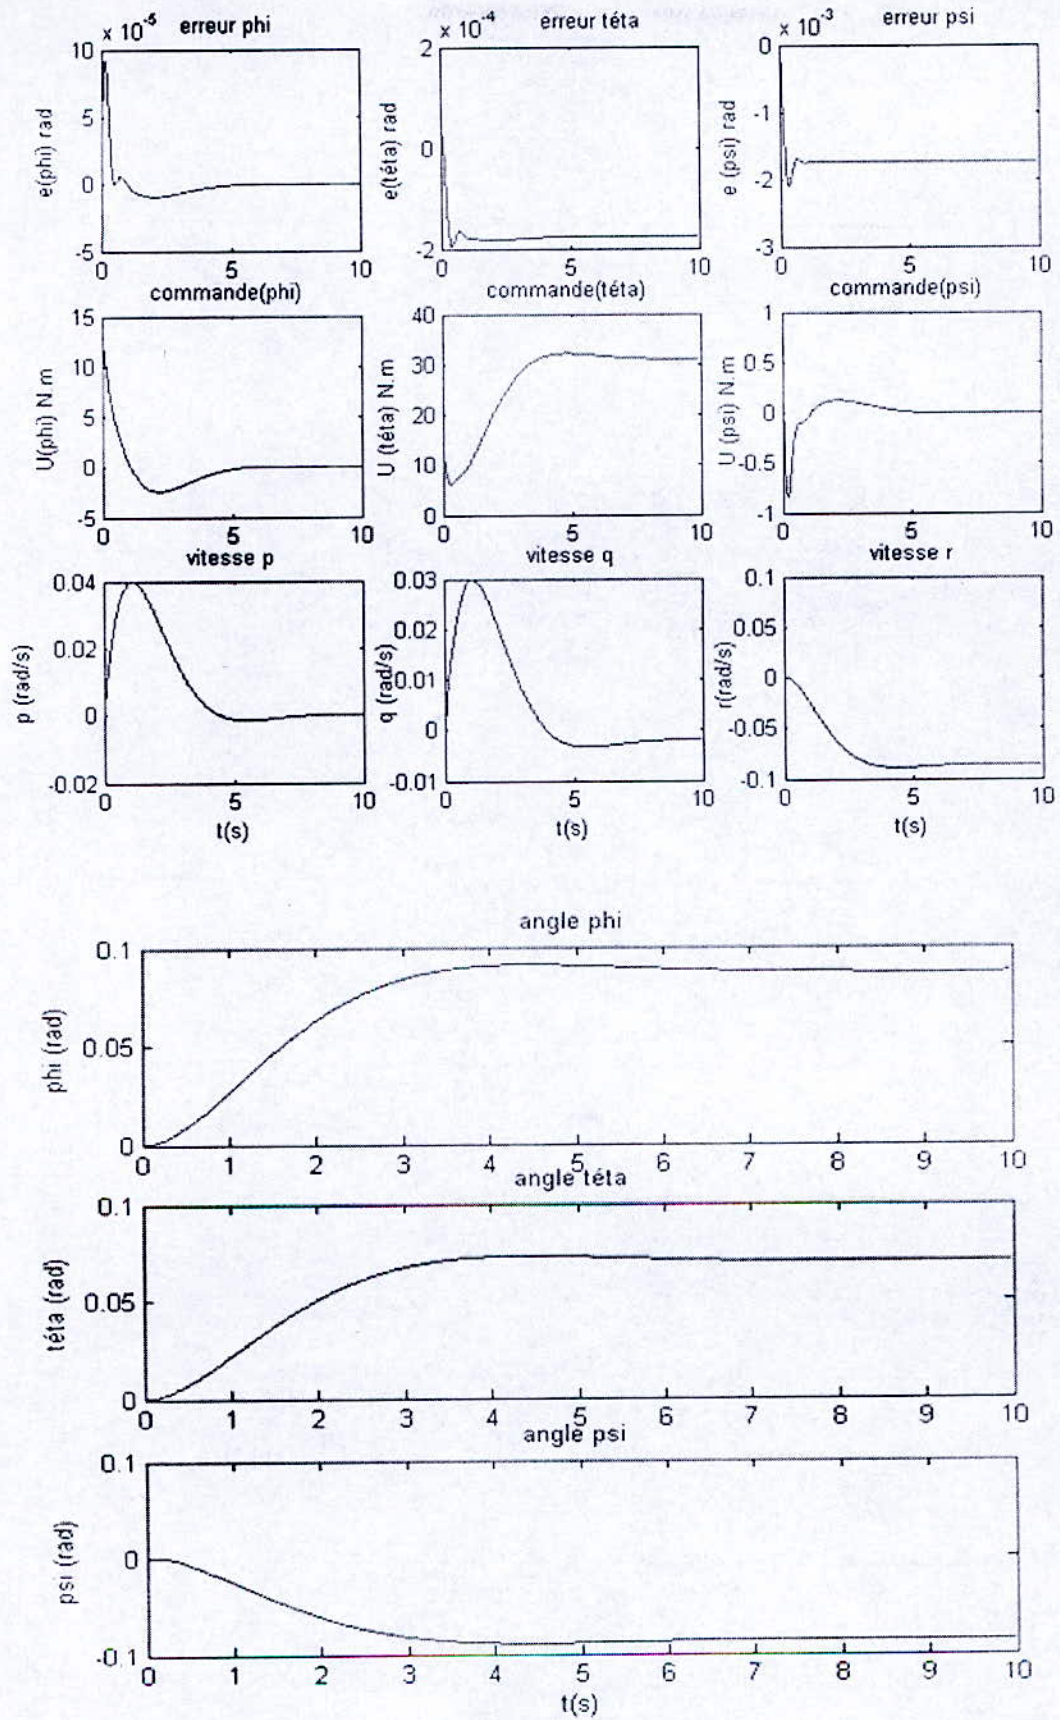 erreur phi
x 10^-5
e(phi) rad
10
5
0
-5
0 5 10
erreur téta
x 10^-4
e(téta) rad
2
0
-2
0 5 10
erreur psi
x 10^-3
e (psi) rad
0
-1
-2
-3
0 5 10
commande(phi)
U(phi) N.m
15
10
5
0
-5
0 5 10
commande(téta)
U (téta) N.m
40
30
20
10
0
0 5 10
commande(psi)
U (psi) N.m
1
0.5
0
-0.5
-1
0 5 10
vitesse p
p (rad/s)
0.04
0.02
0
-0.02
0 5 10
t(s)
vitesse q
q (rad/s)
0.03
0.02
0.01
0
-0.01
0 5 10
t(s)
vitesse r
r(rad/s)
0.1
0.05
0
-0.05
-0.1
0 5 10
t(s)
angle phi
phi (rad)
0.1
0.05
0
0 1 2 3 4 5 6 7 8 9 10
angle téta
téta (rad)
0.1
0.05
0
0 1 2 3 4 5 6 7 8 9 10
angle psi
psi (rad)
0.1
0
-0.1
0 1 2 3 4 5 6 7 8 9 10
t(s)